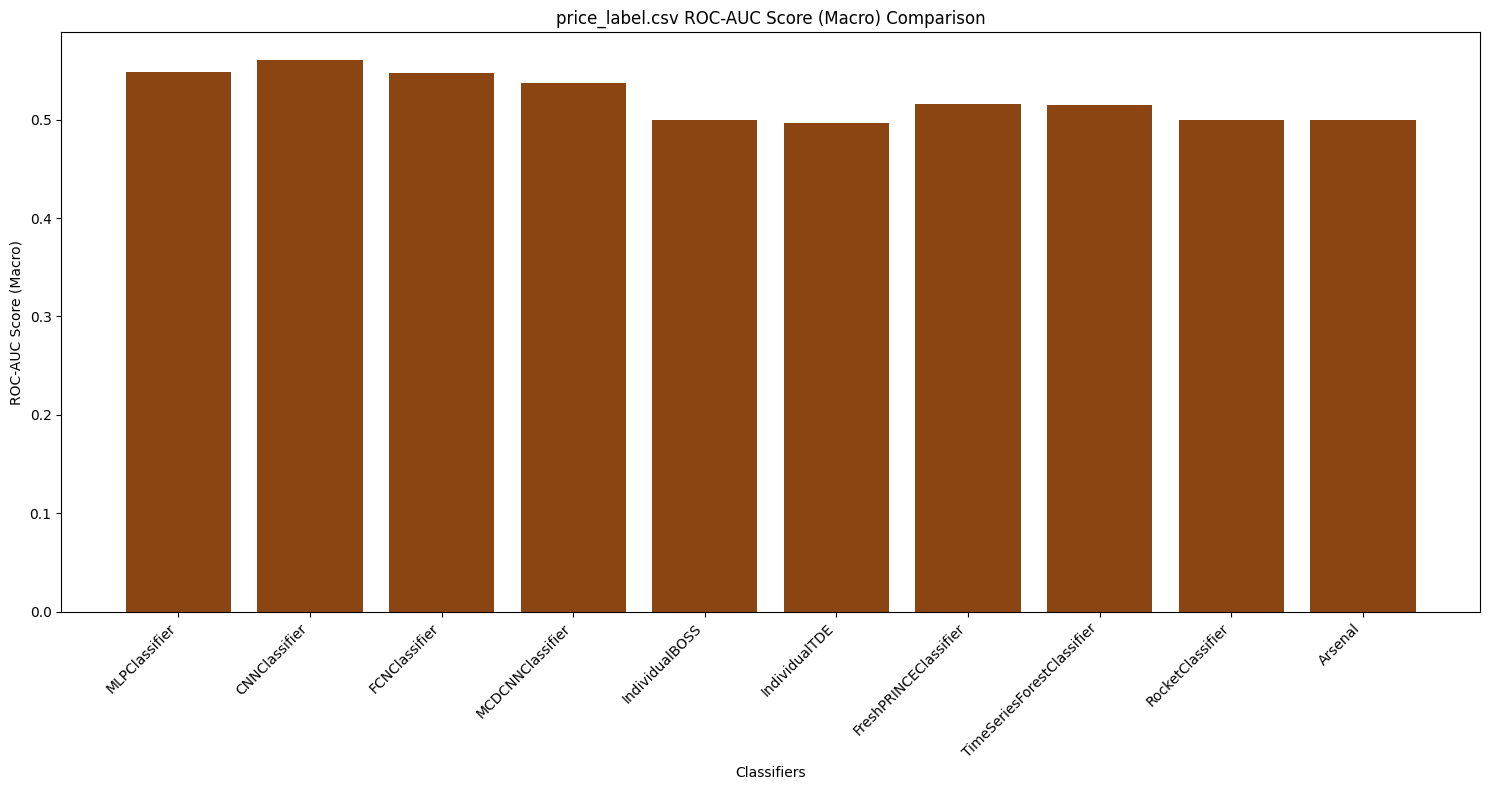 price_label.csv ROC-AUC Score (Macro) Comparison
ROC-AUC Score (Macro)
0.5
0.4
0.3
0.2
0.1
0.0
MLPClassifier
CNNClassifier
FCNClassifier
MCDCNNClassifier
IndividualBOSS
IndividualTDE
FreshPRINCEClassifier
TimeSeriesForestClassifier
RocketClassifier
Arsenal
Classifiers